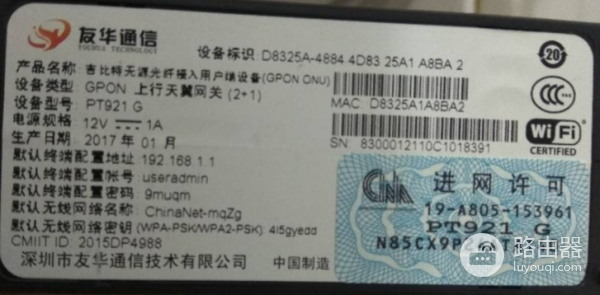 友华通信
YOUHUA TECHNOLOGY
设备标识: D8325A-4884 4D83 25A1 A8BA 2
产品名称: 吉比特无源光纤接入用户端设备(GPON ONU)
设备类型: GPON 上行天翼网关 (2+1)
设备型号: PT921 G
MAC: D8325A1A8BA2
电源规格: 12V 1A
生产日期: 2017 年 01 月
SN: 8300012110C1018391
默认终端配置地址: 192.168.1.1
默认终端配置帐号: useradmin
默认终端配置密码: 9muqm
默认无线网络名称: ChinaNet-mqZg
默认无线网络密钥(WPA-PSK/WPA2-PSK): 4l5gyedd
CMIIT ID: 2015DP4988
深圳市友华通信技术有限公司
中国制造
20
CCC
Wi Fi
CERTIFIED
进网许可
19-A805-153961
PT921 G
路由器
luyouqi.com